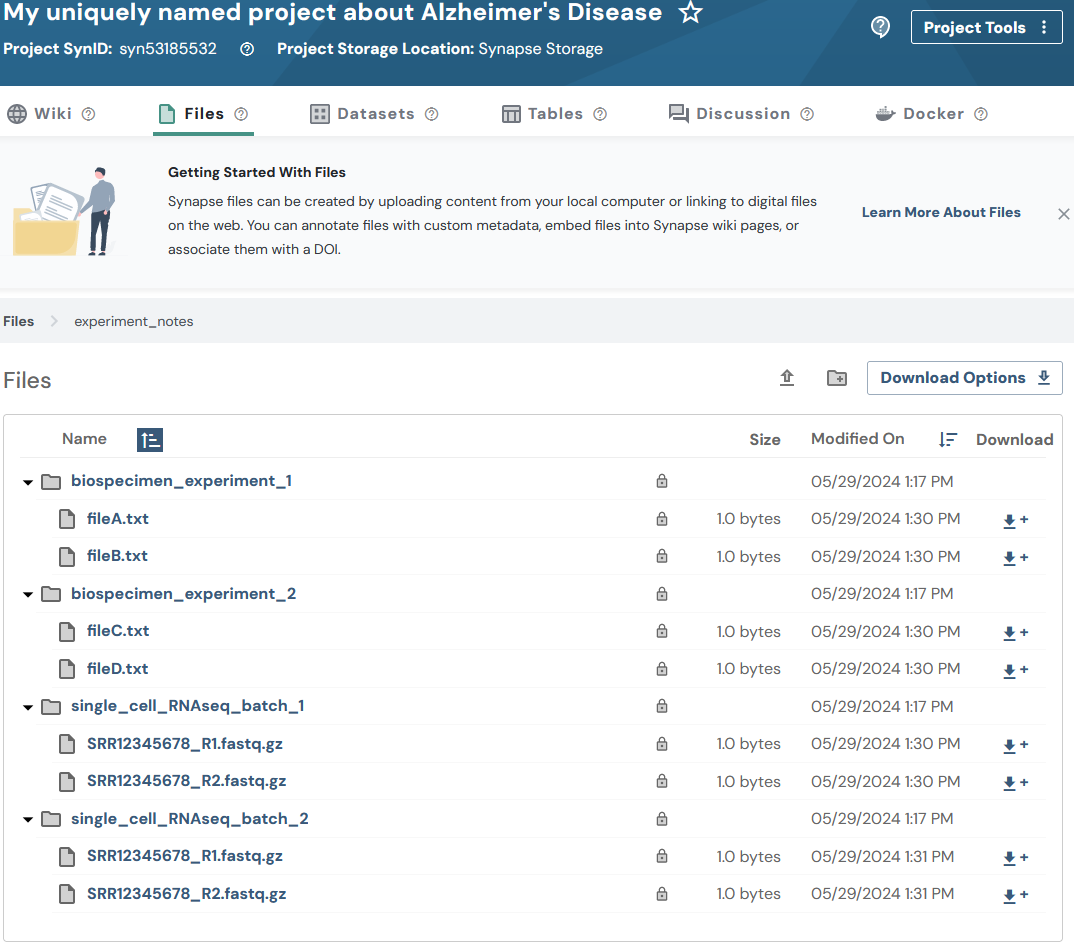 My uniquely named project about Alzheimer's Disease
Project SynID: syn53185532 Project Storage Location: Synapse Storage
Project Tools
Wiki Files Datasets Tables Discussion Docker
Getting Started With Files
Synapse files can be created by uploading content from your local computer or linking to digital files
on the web. You can annotate files with custom metadata, embed files into Synapse wiki pages, or
associate them with a DOI.
Learn More About Files
Files experiment_notes
Files
Download Options
Name Size Modified On Download
biospecimen_experiment_1 05/29/2024 1:17 PM
fileA.txt 1.0 bytes 05/29/2024 1:30 PM
fileB.txt 1.0 bytes 05/29/2024 1:30 PM
biospecimen_experiment_2 05/29/2024 1:17 PM
fileC.txt 1.0 bytes 05/29/2024 1:30 PM
fileD.txt 1.0 bytes 05/29/2024 1:30 PM
single_cell_RNAseq_batch_1 05/29/2024 1:17 PM
SRR12345678_R1.fastq.gz 1.0 bytes 05/29/2024 1:30 PM
SRR12345678_R2.fastq.gz 1.0 bytes 05/29/2024 1:30 PM
single_cell_RNAseq_batch_2 05/29/2024 1:17 PM
SRR12345678_R1.fastq.gz 1.0 bytes 05/29/2024 1:31 PM
SRR12345678_R2.fastq.gz 1.0 bytes 05/29/2024 1:31 PM